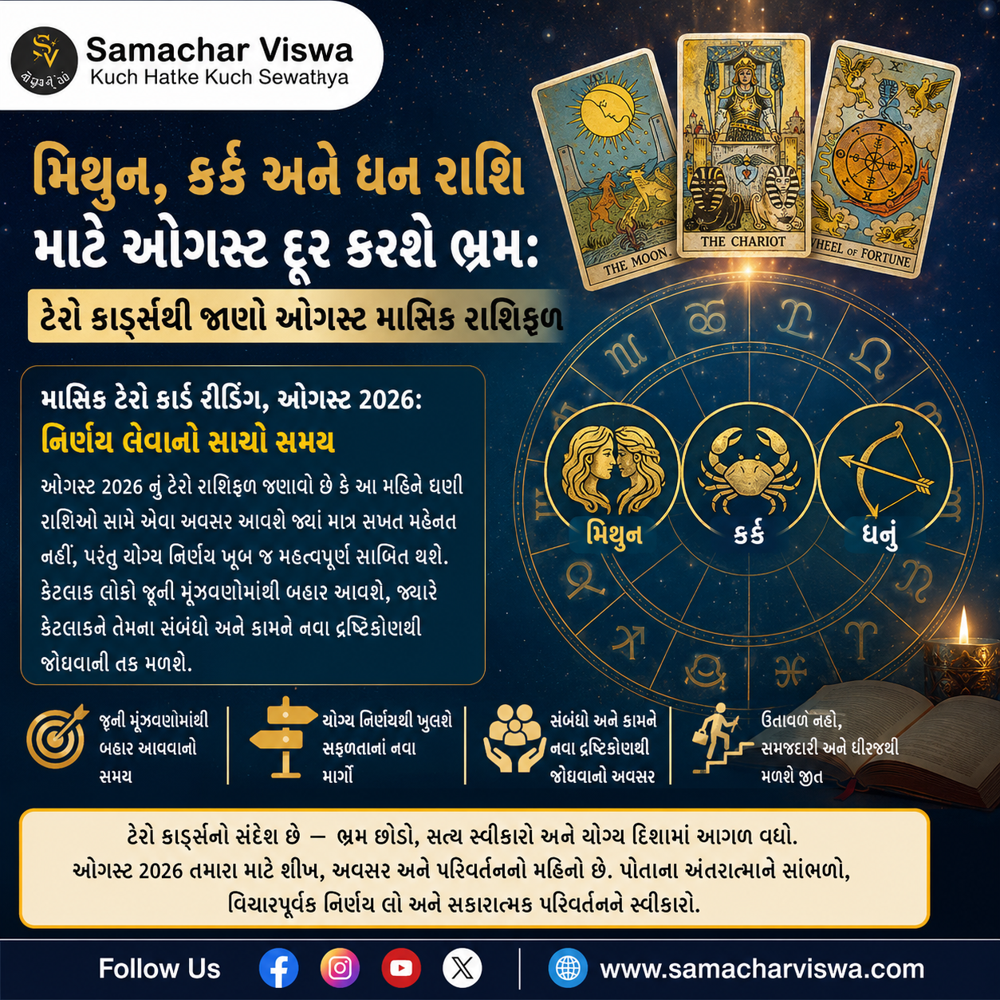 Samachar Viswa
Kuch Hatke Kuch Sewathya
મિથુન, કર્ક અને ધન રાશિ
માટે ઓગસ્ટ દૂર કરશે ભ્રમ:
ટેરો કાર્ડ્સથી જાણો ઓગસ્ટ માસિક રાશિફળ
THE MOON.
THE CHARIOT
X
WHEEL OF FORTUNE
માસિક ટેરો કાર્ડ રીડિંગ, ઓગસ્ટ 2026:
નિર્ણય લેવાનો સાચો સમય
ઓગસ્ટ 2026 નું ટેરો રાશિફળ જણાવો છે કે આ મહિને ઘણી
રાશિઓ સામે એવા અવસર આવશે જ્યાં માત્ર સખત મહેનત
નહીં, પરંતુ યોગ્ય નિર્ણય ખૂબ જ મહત્વપૂર્ણ સાબિત થશે.
કેટલાક લોકો જૂની મૂંઝવણોમાંથી બહાર આવશે, જ્યારે
કેટલાકને તેમના સંબંધો અને કામને નવા દ્રષ્ટિકોણથી
જોઘવાની તક મળશે.
મિથુન
કર્ક
ધનું
જૂની મૂંઝવણોમાંથી
બહાર આવવાનો
સમય
યોગ્ય નિર્ણયથી ખુલશે
સફળતાનાં નવા
માર્ગો
સંબંધો અને કામને
નવા દ્રષ્ટિકોણથી
જોઘવાનો અવસર
ઉતાવળે નહો,
સમજદારી અને ધીરજથી
મળશે જીત
ટેરો કાર્ડ્સનો સંદેશ છે – ભ્રમ છોડો, સત્ય સ્વીકારો અને યોગ્ય દિશામાં આગળ વધો.
ઓગસ્ટ 2026 તમારા માટે શીખ, અવસર અને પરિવર્તનનો મહિનો છે. પોતાના અંતરાત્માને સાંભળો,
વિચારપૂર્વક નિર્ણય લો અને સકારાત્મક પરિવર્તનને સ્વીકારો.
Follow Us
www.samacharviswa.com